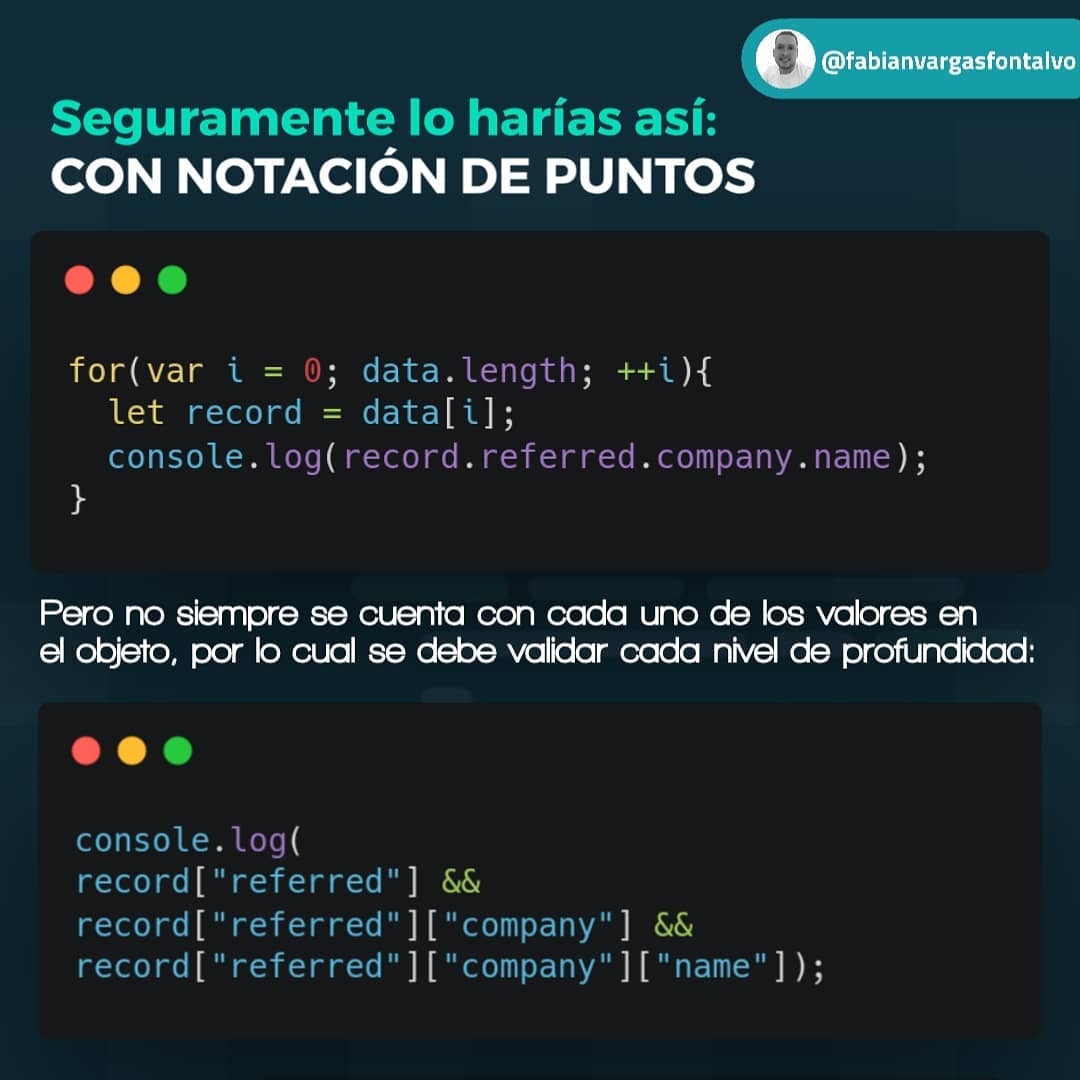 @fabianvargasfontalvo
Seguramente lo harías así:
CON NOTACIÓN DE PUNTOS
for(var i = 0; data.length; ++i){
  let record = data[i];
  console.log(record.referred.company.name);
}
Pero no siempre se cuenta con cada uno de los valores en
el objeto, por lo cual se debe validar cada nivel de profundidad:
console.log(
record["referred"] &&
record["referred"]["company"] &&
record["referred"]["company"]["name"]);